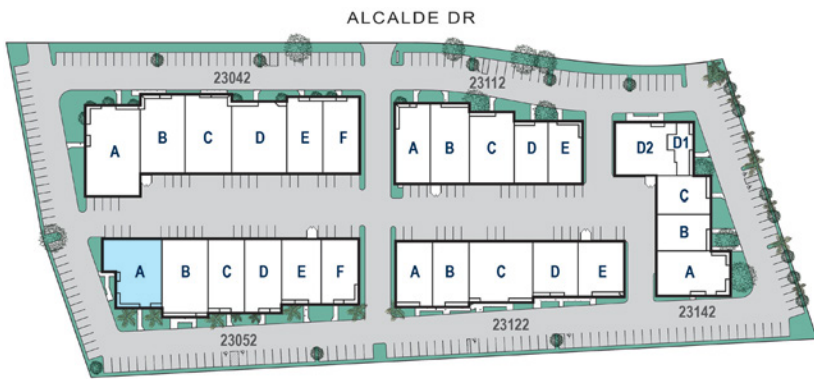 ALCALDE DR
23042
23112
A B C D E F
A B C D E
D2 D1
C
B
A
A B C D E F
A B C D E
23052
23122
23142